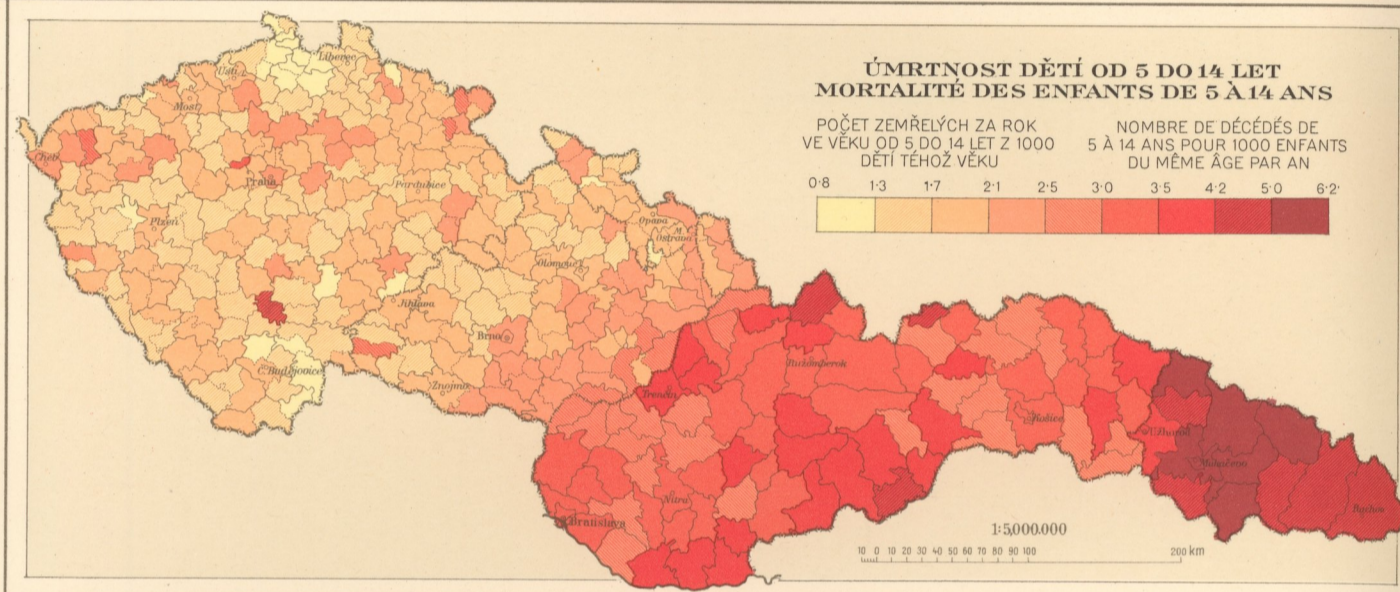 ÚMRTNOST DĚTÍ OD 5 DO 14 LET
MORTALITÉ DES ENFANTS DE 5 À 14 ANS
POČET ZEMŘELÝCH ZA ROK
VE VĚKU OD 5 DO 14 LET Z 1000
DĚTÍ TÉHOŽ VĚKU
NOMBRE DE DÉCÉDÉS DE
5 À 14 ANS POUR 1000 ENFANTS
DU MÊME ÂGE PAR AN
0·8 1·3 1·7 2·1 2·5 3·0 3·5 4·2 5·0 6·2
Liberec
Ústí
Most
Cheb
Praha
Pardubice
Plzeň
Opava
M. Ostrava
Olomouc
Jihlava
Brno
Č. Budějovice
Znojmo
Ružomberok
Trenčín
Košice
Užhorod
Mukačevo
Nitra
Bratislava
Rachov
1:5,000.000
10 0 10 20 30 40 50 60 70 80 90 100 200 km